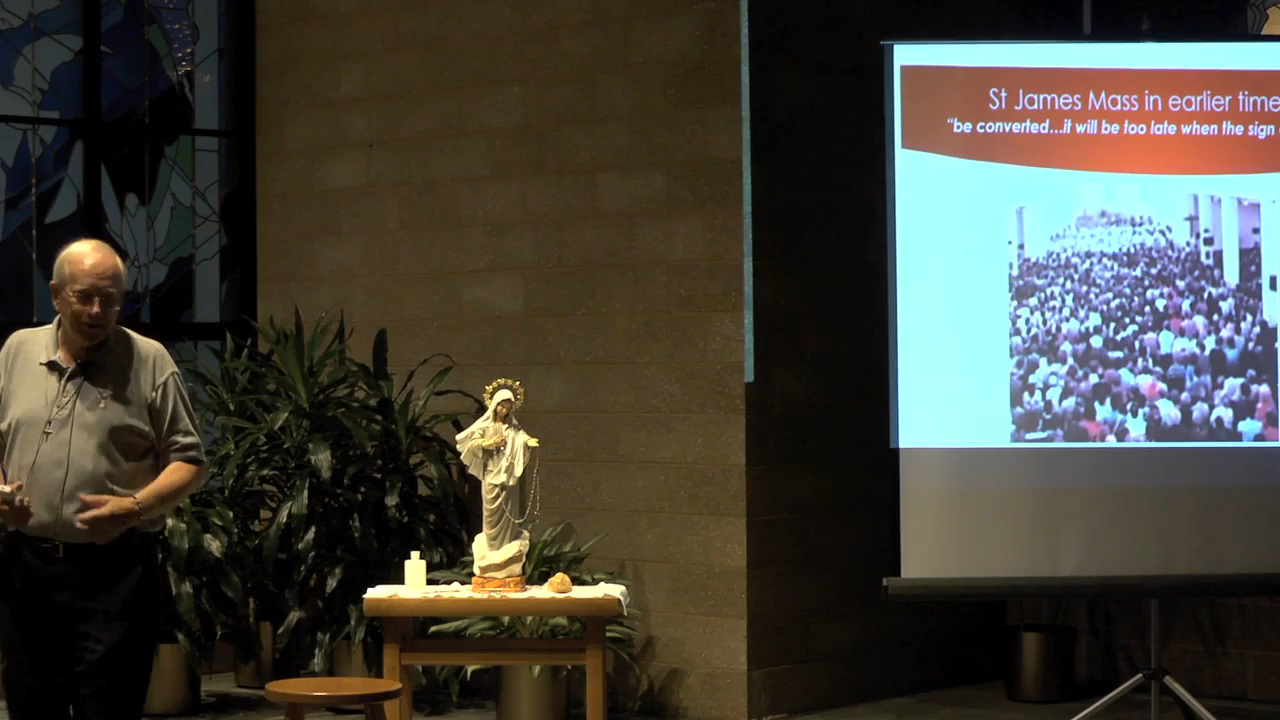 St James Mass in earlier time
“be converted...it will be too late when the sign